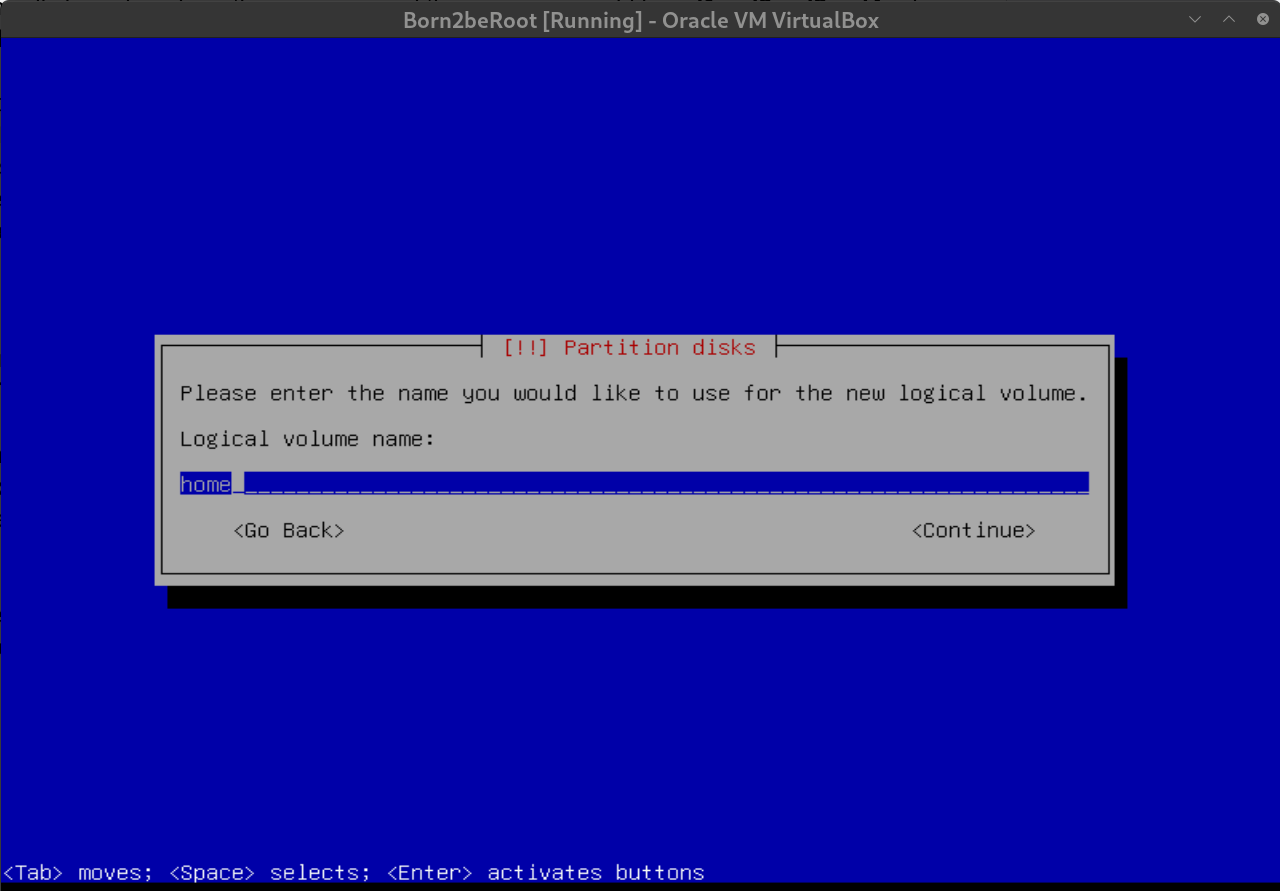 Born2beRoot [Running] - Oracle VM VirtualBox
[!!] Partition disks
Please enter the name you would like to use for the new logical volume.
Logical volume name:
home
<Go Back> <Continue>
<Tab> moves; <Space> selects; <Enter> activates buttons